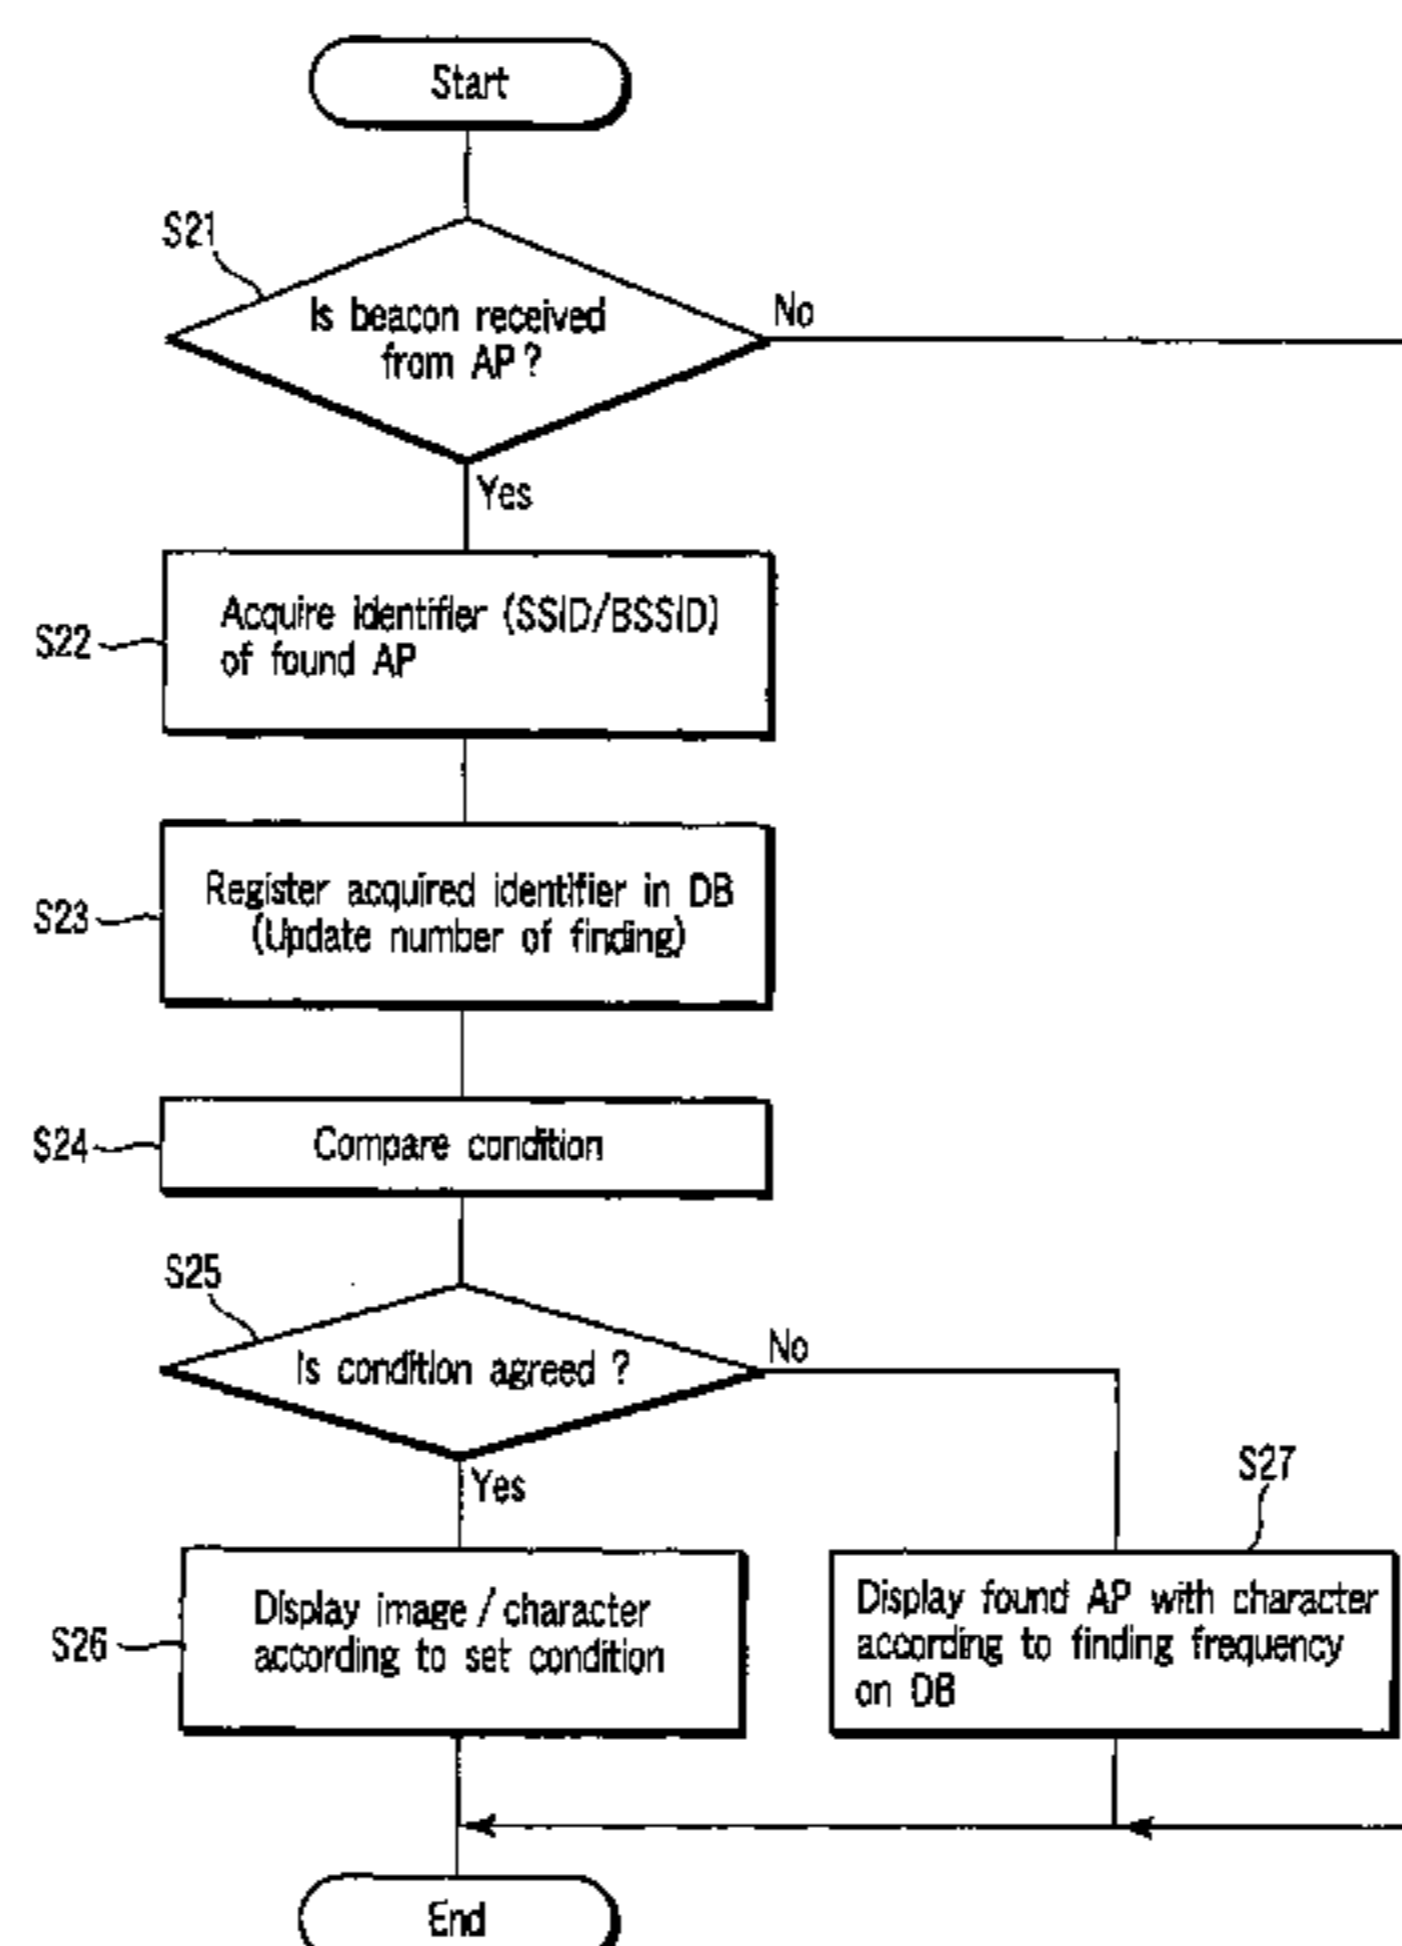 Start
S21
Is beacon received
from AP?
No
Yes
S22
Acquire identifier (SSID/BSSID)
of found AP
S23
Register acquired identifier in DB
(Update number of finding)
S24
Compare condition
S25
Is condition agreed ?
No
Yes
S27
S26
Display image / character
according to set condition
Display found AP with character
according to finding frequency
on DB
End